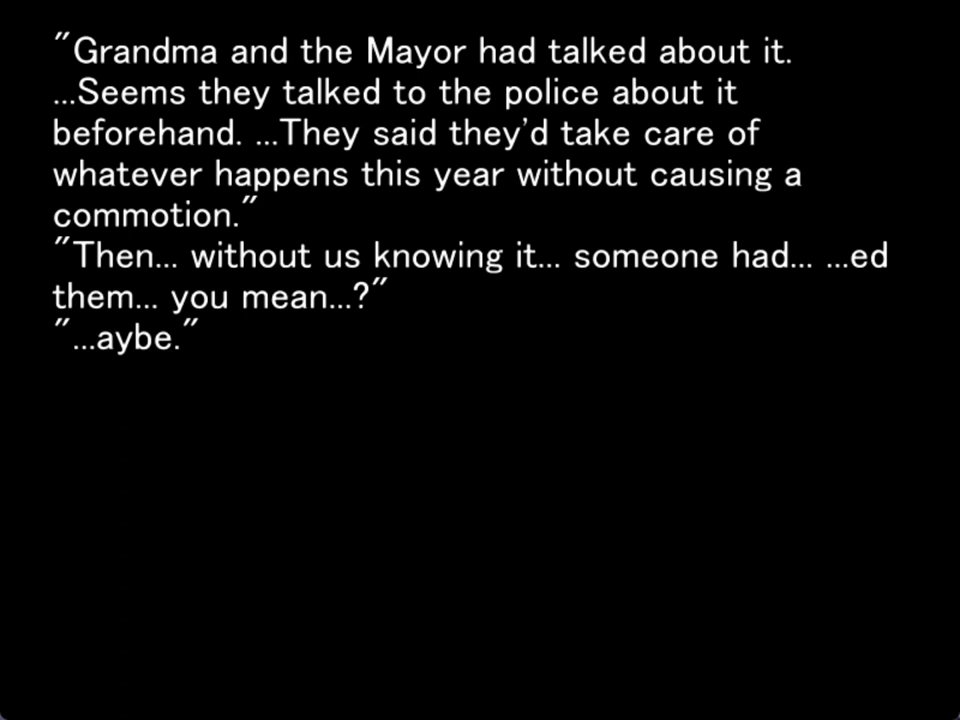 "Grandma and the Mayor had talked about it.
...Seems they talked to the police about it
beforehand. ...They said they'd take care of
whatever happens this year without causing a
commotion."
"Then... without us knowing it... someone had... ...ed
them... you mean...?"
"...aybe."